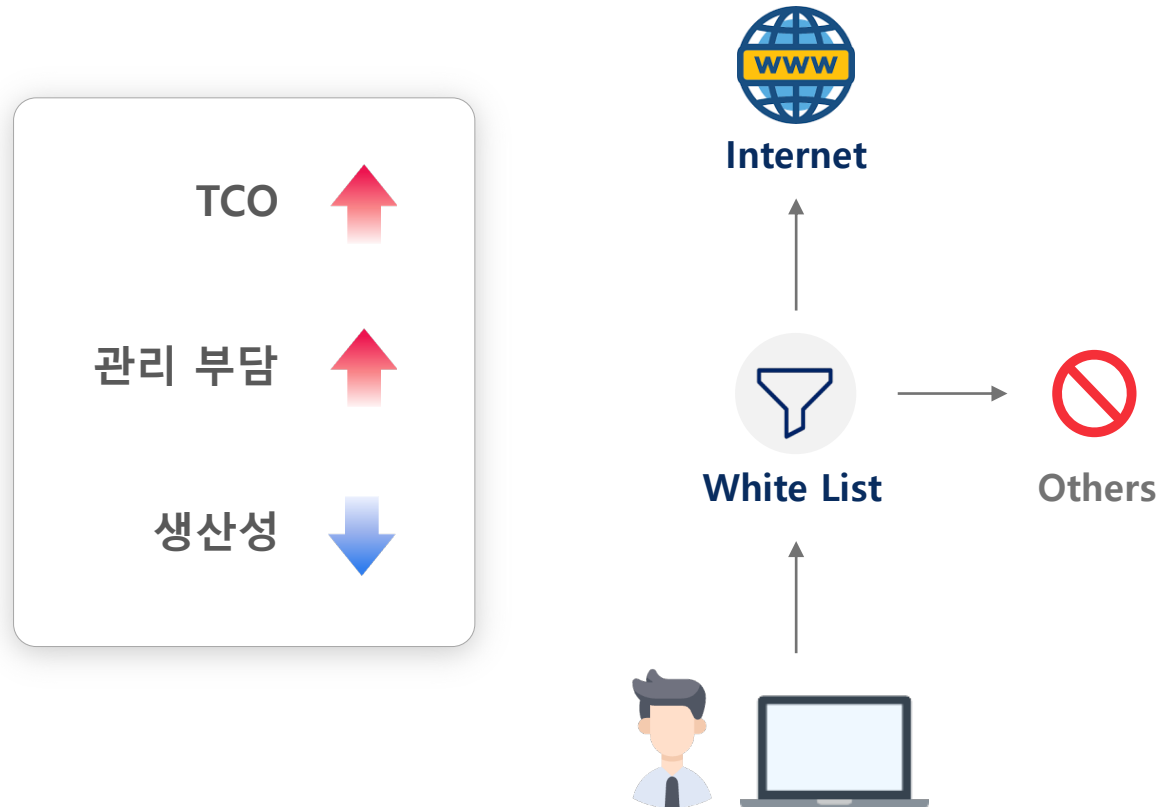 TCO
관리 부담
생산성
www
Internet
White List
Others